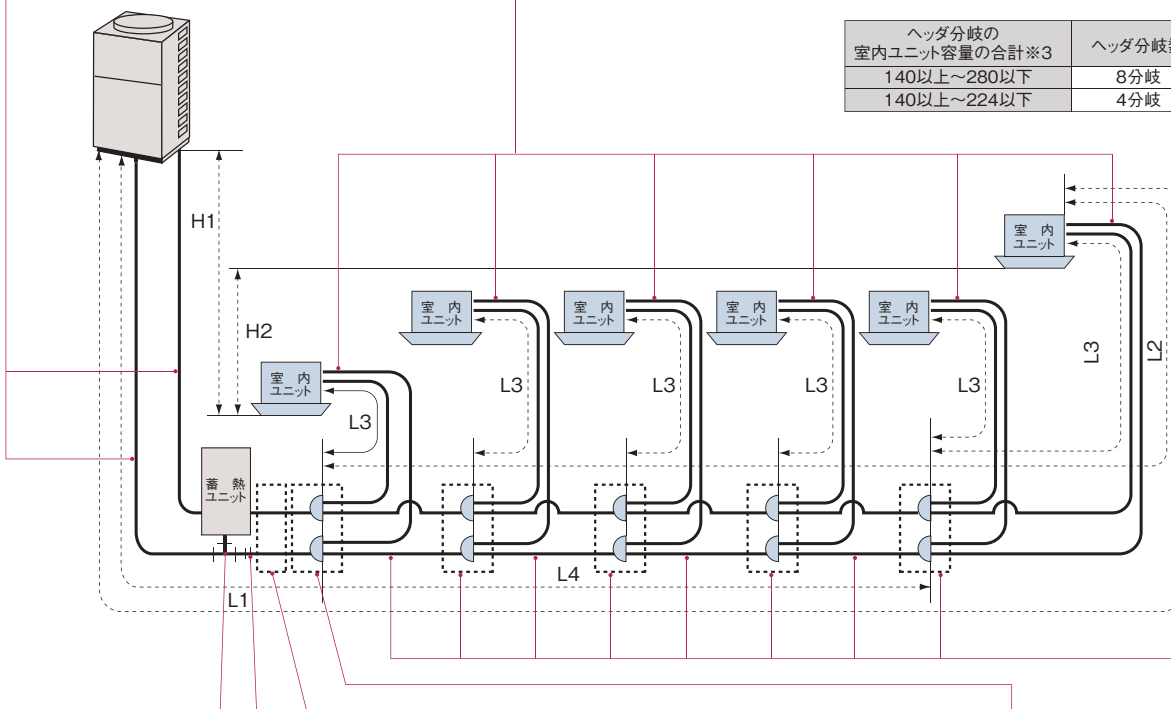 ヘッダ分岐の
室内ユニット容量の合計※3
ヘッダ分岐
140以上～280以下
8分岐
140以上～224以下
4分岐
H1
室 内
ユニット
室 内
ユニット
室 内
ユニット
室 内
ユニット
室 内
ユニット
H2
L3
L2
室 内
ユニット
L3
L3
L3
L3
L3
蓄 熱
ユニット
L4
L1